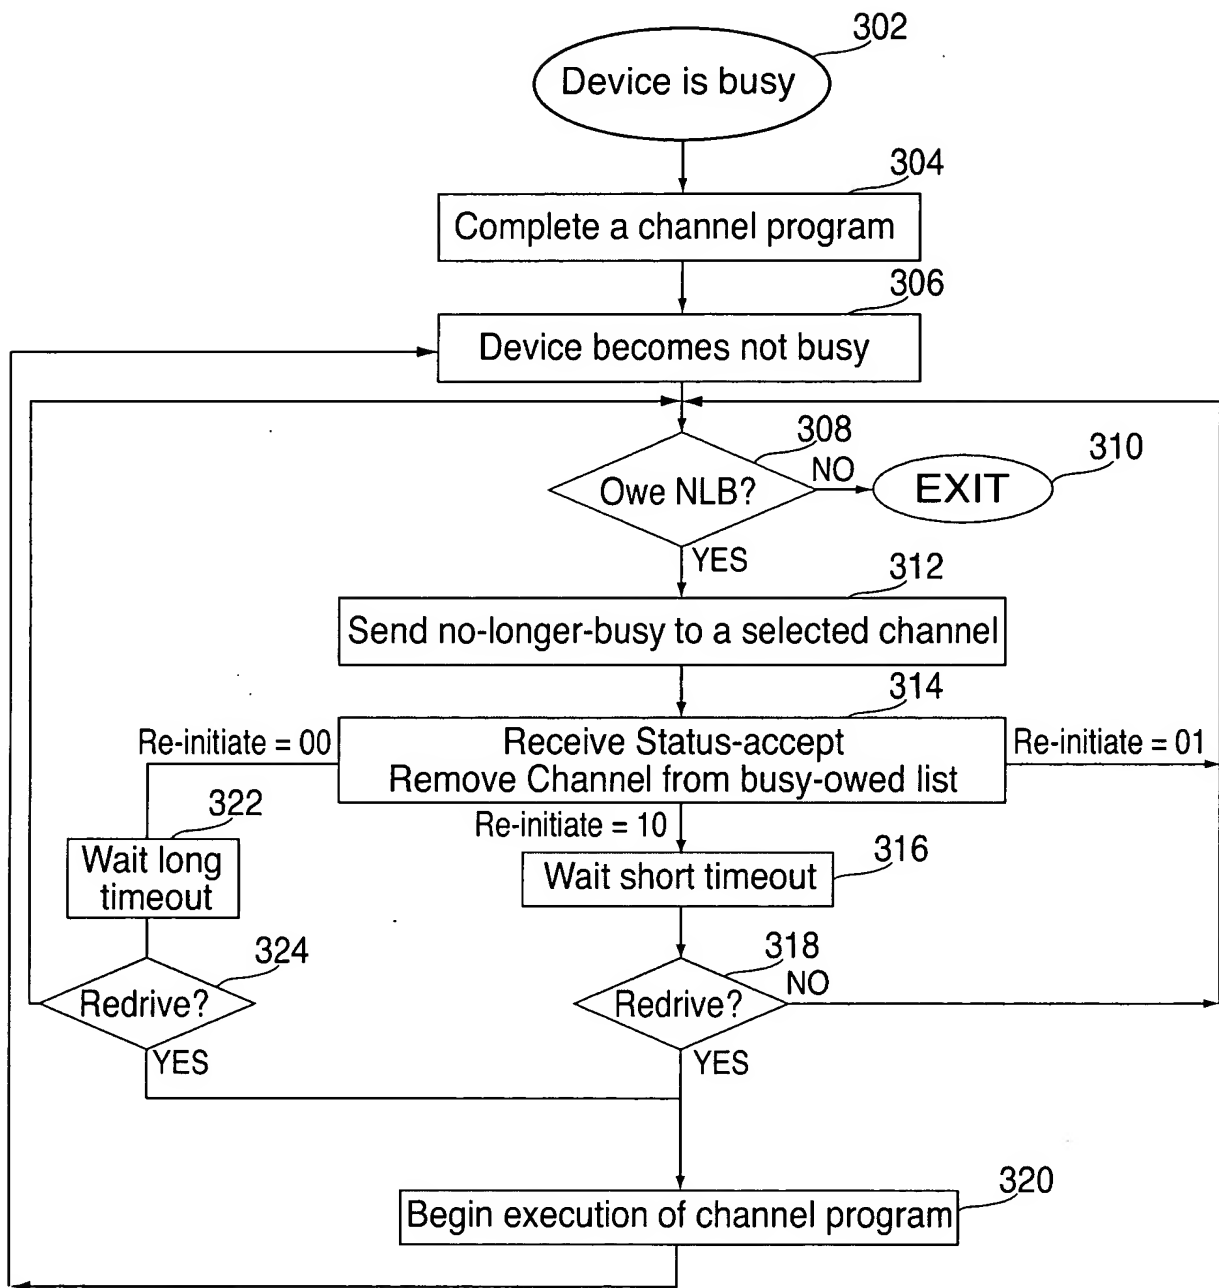 302
Device is busy
304
Complete a channel program
306
Device becomes not busy
308
Owe NLB?
NO
310
EXIT
YES
312
Send no-longer-busy to a selected channel
314
Re-initiate = 00
Receive Status-accept
Remove Channel from busy-owed list
Re-initiate = 01
322
Re-initiate = 10
316
Wait long
timeout
Wait short timeout
324
318
Redrive?
Redrive?
NO
YES
YES
320
Begin execution of channel program